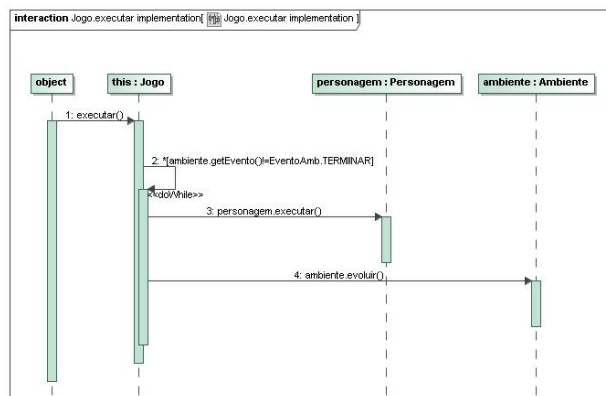 interaction Jogo.executar implementation[ Jogo.executar implementation ]
object
this : Jogo
personagem : Personagem
ambiente : Ambiente
1: executar()
2: *[ambiente.getEvento()!=EventoAmb.TERMINAR]
<<doWhile>>
3: personagem.executar()
4: ambiente.evoluir()